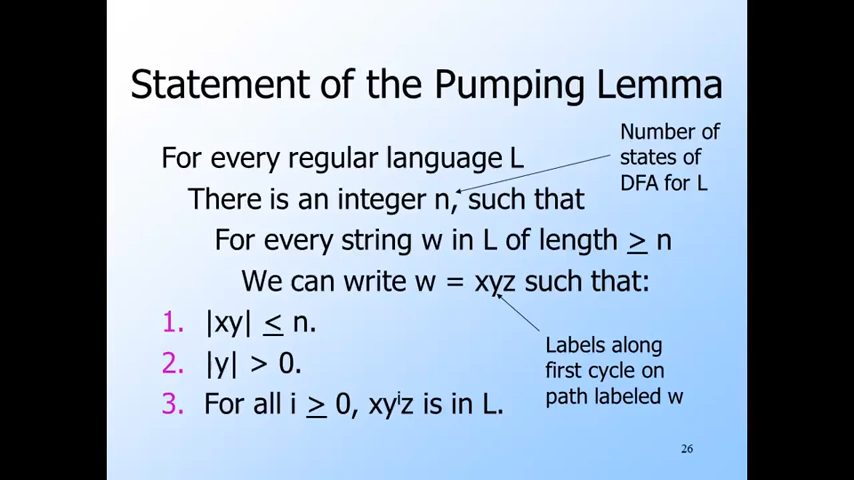 Statement of the Pumping Lemma
Number of
states of
DFA for L
For every regular language L
There is an integer n, such that
For every string w in L of length ≥ n
We can write w = xyz such that:
1. |xy| ≤ n.
2. |y| > 0.
3. For all i ≥ 0, xyⁱz is in L.
Labels along
first cycle on
path labeled w
26